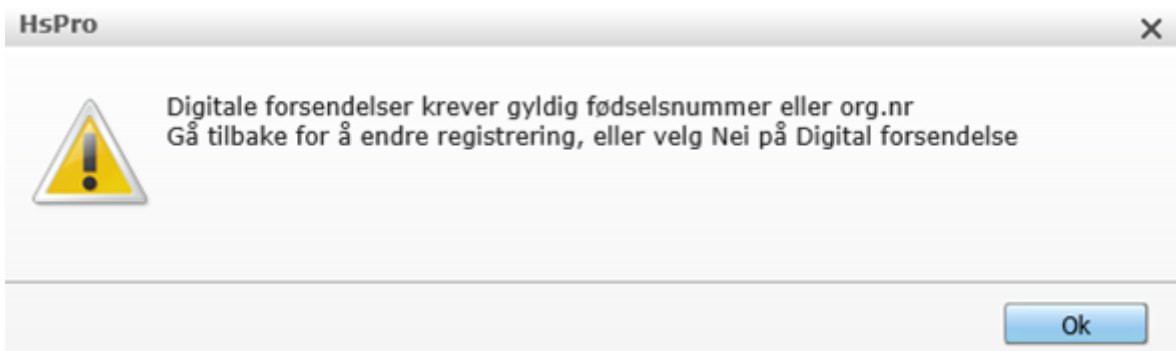 HsPro
Digitale forsendelser krever gyldig fødselsnummer eller org.nr
Gå tilbake for å endre registrering, eller velg Nei på Digital forsendelse
Ok